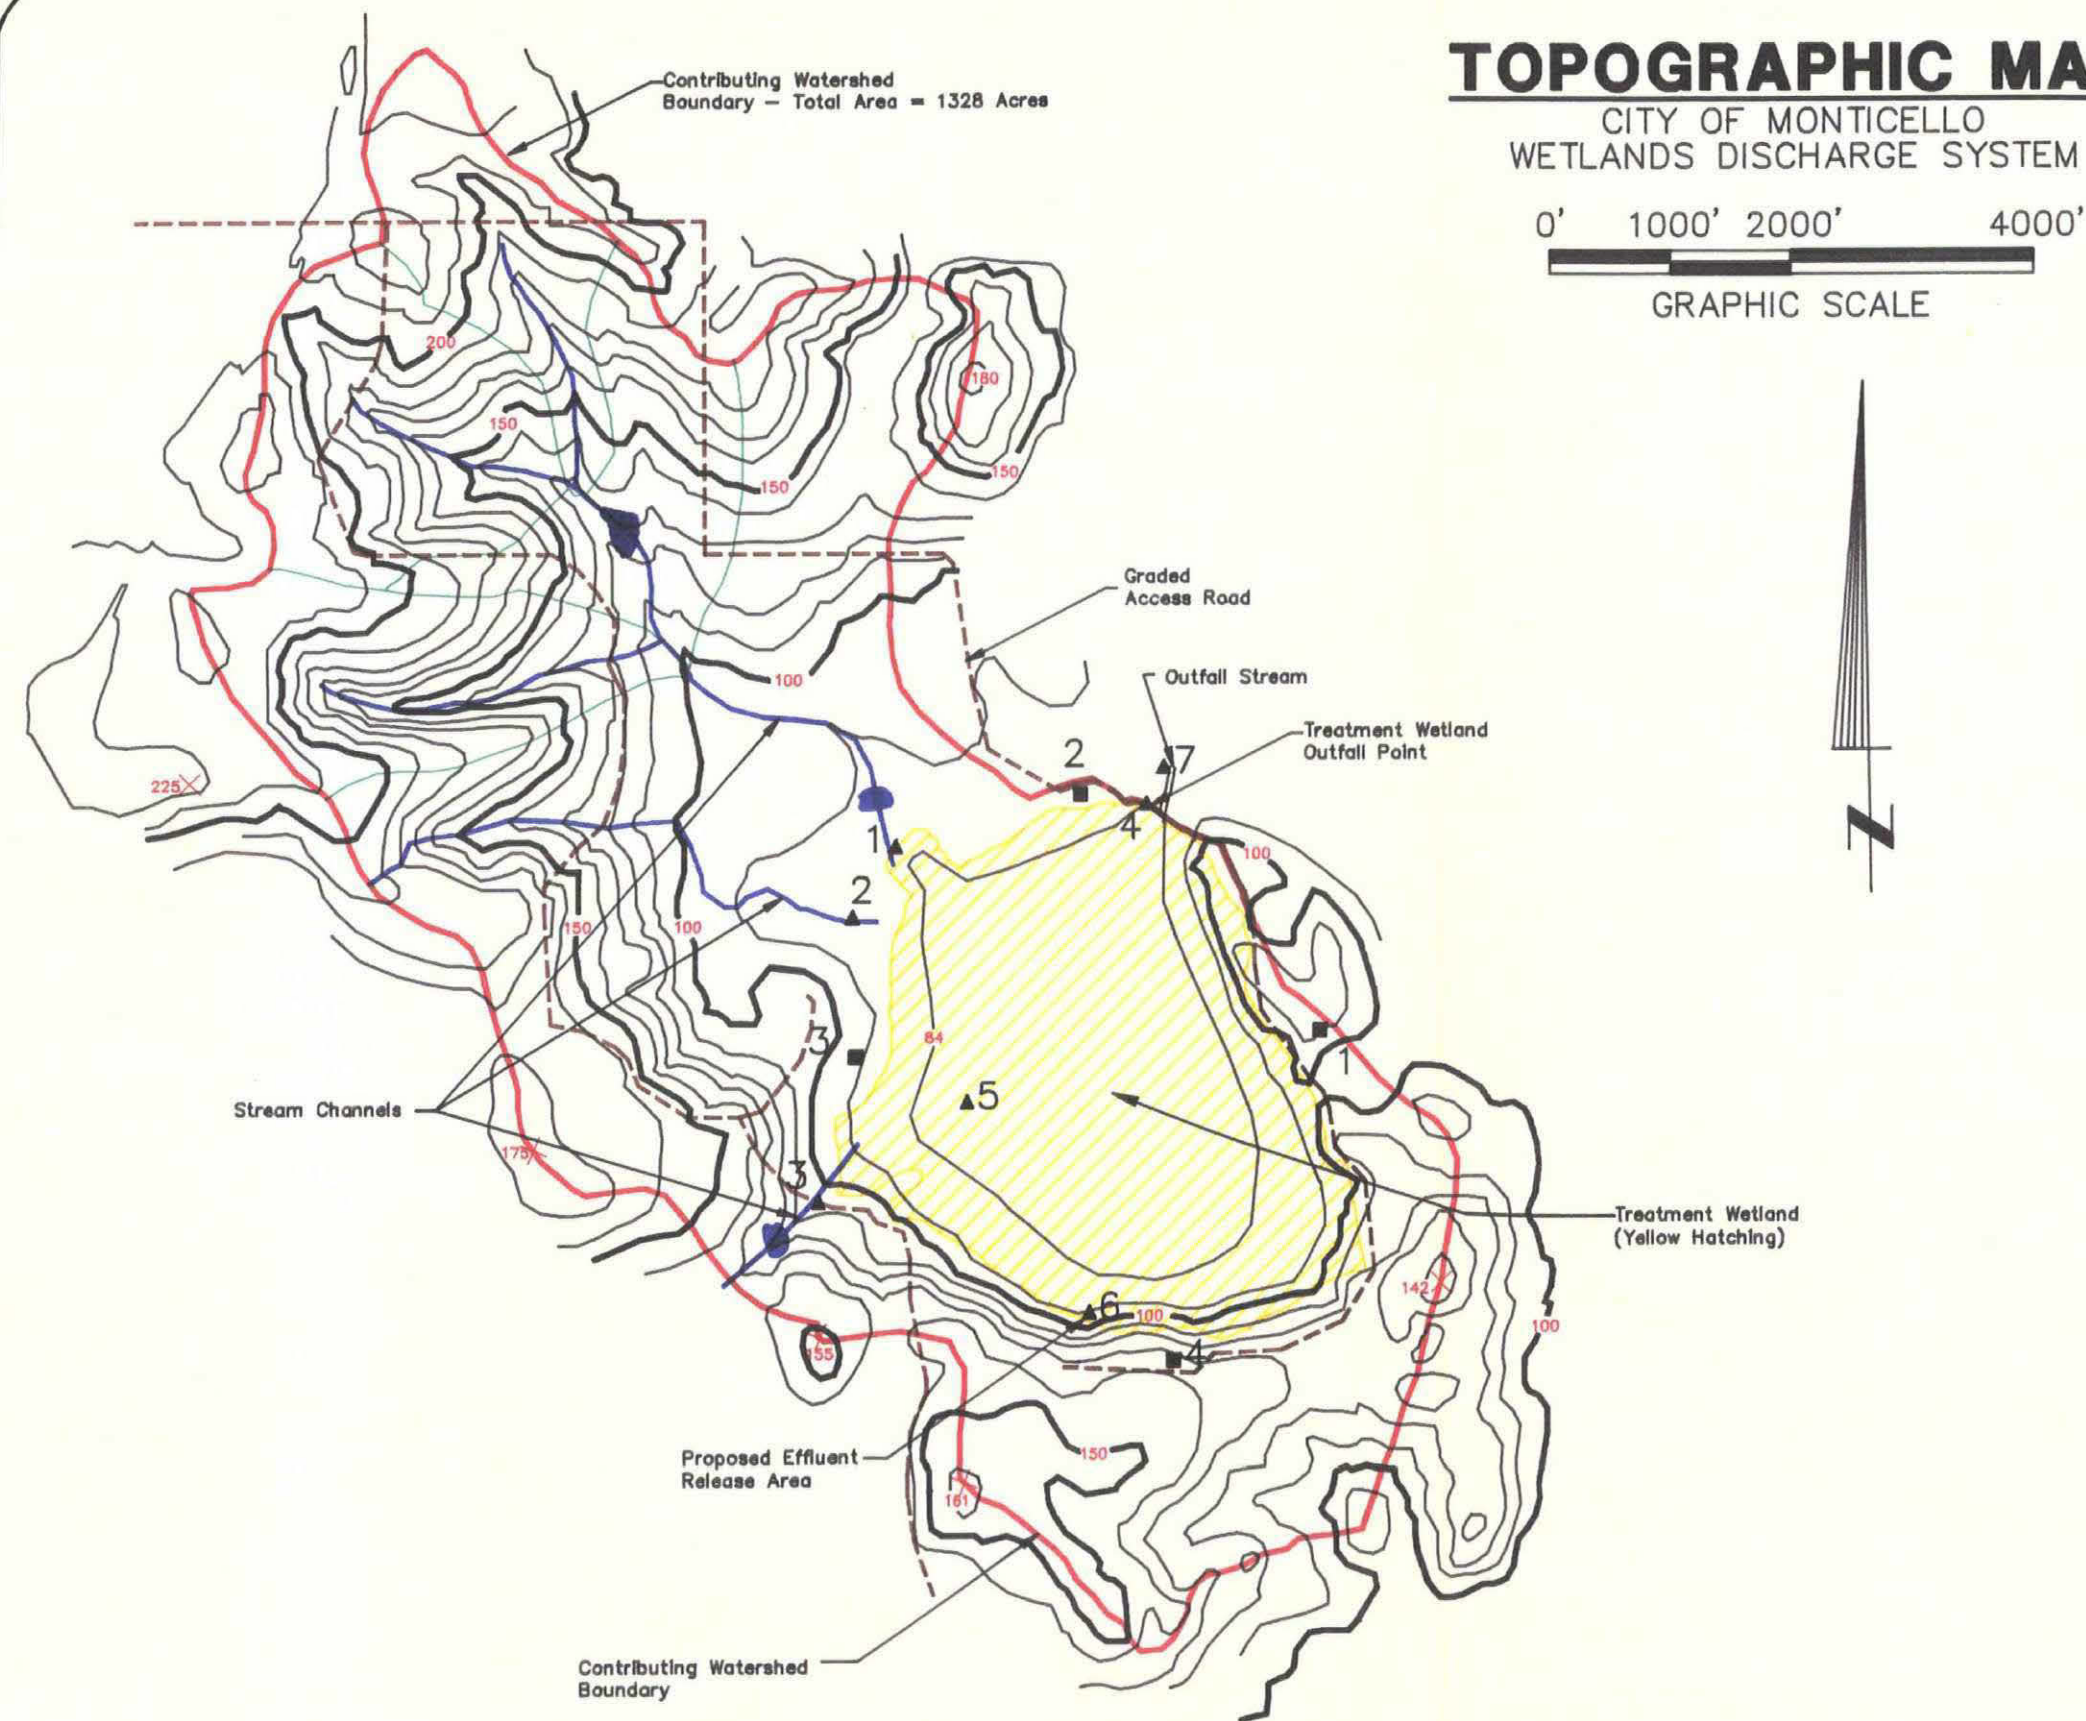 TOPOGRAPHIC MA
CITY OF MONTICELLO
WETLANDS DISCHARGE SYSTEM
0' 1000' 2000' 4000'
GRAPHIC SCALE
N
Contributing Watershed
Boundary – Total Area = 1328 Acres
200
180
150
150
150
Graded
Access Road
100
Outfall Stream
Treatment Wetland
Outfall Point
2
17
225
4
1
100
2
150
100
3
84
1
5
Stream Channels
175
3
Treatment Wetland
(Yellow Hatching)
142
6
100
100
155
4
Proposed Effluent
Release Area
150
161
Contributing Watershed
Boundary